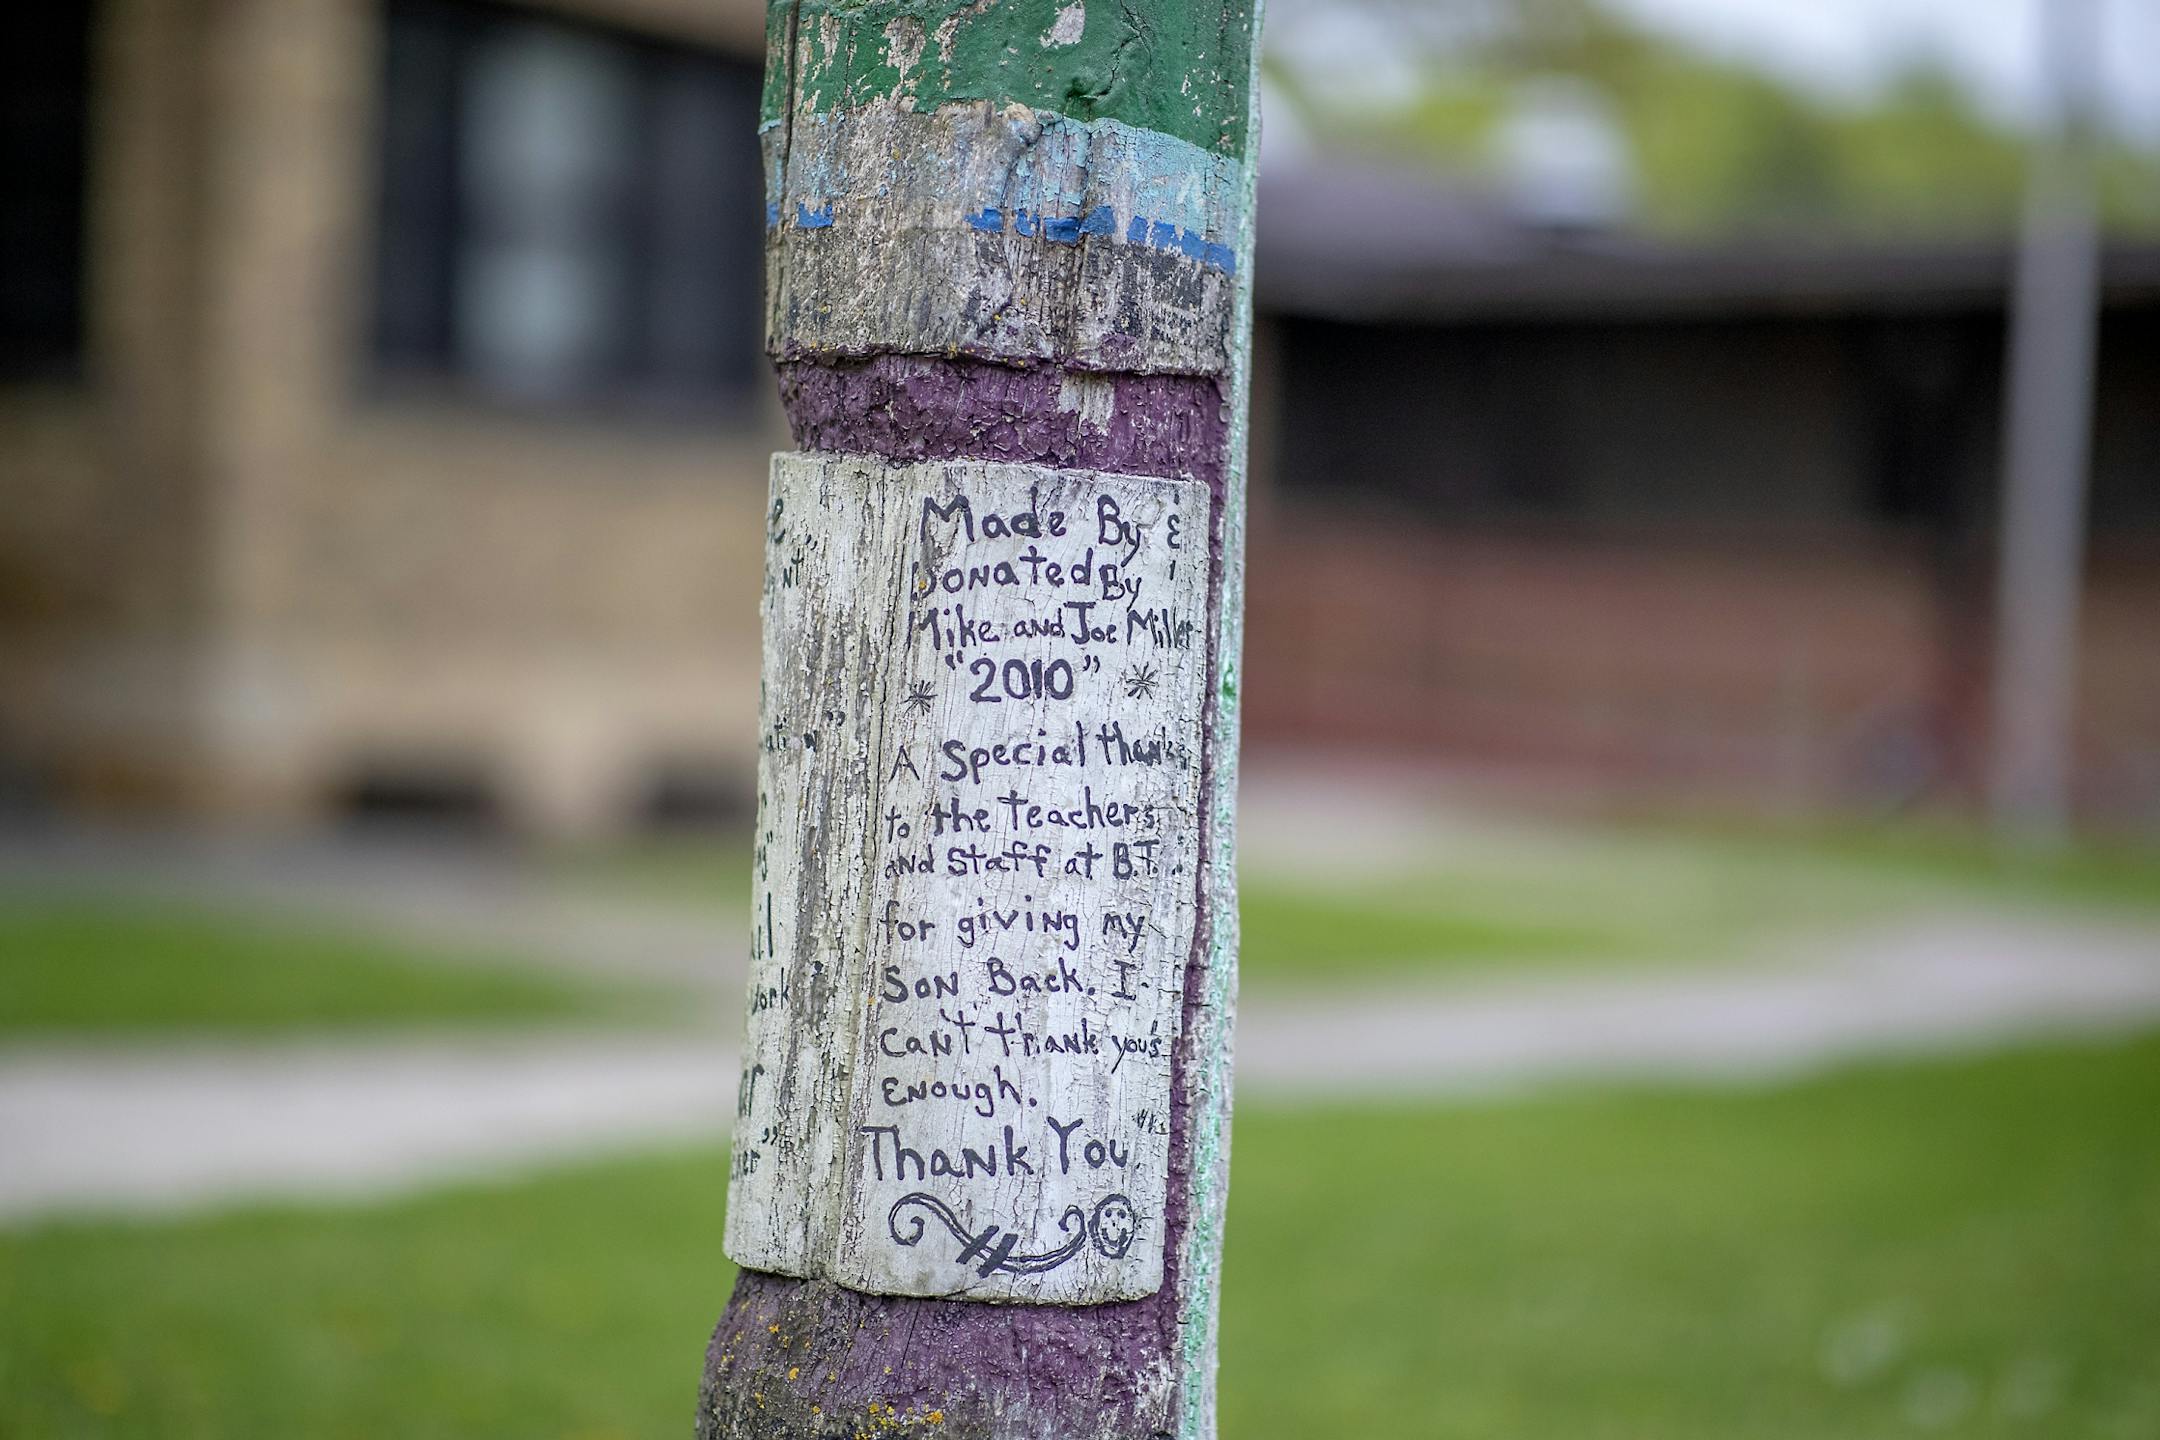 Made By &
Donated By
Mike and Joe Miller
"2010"
A Special thanks
to the Teachers
and Staff at B.T.
for giving my
Son Back. I
can't thank you's
Enough.
Thank You